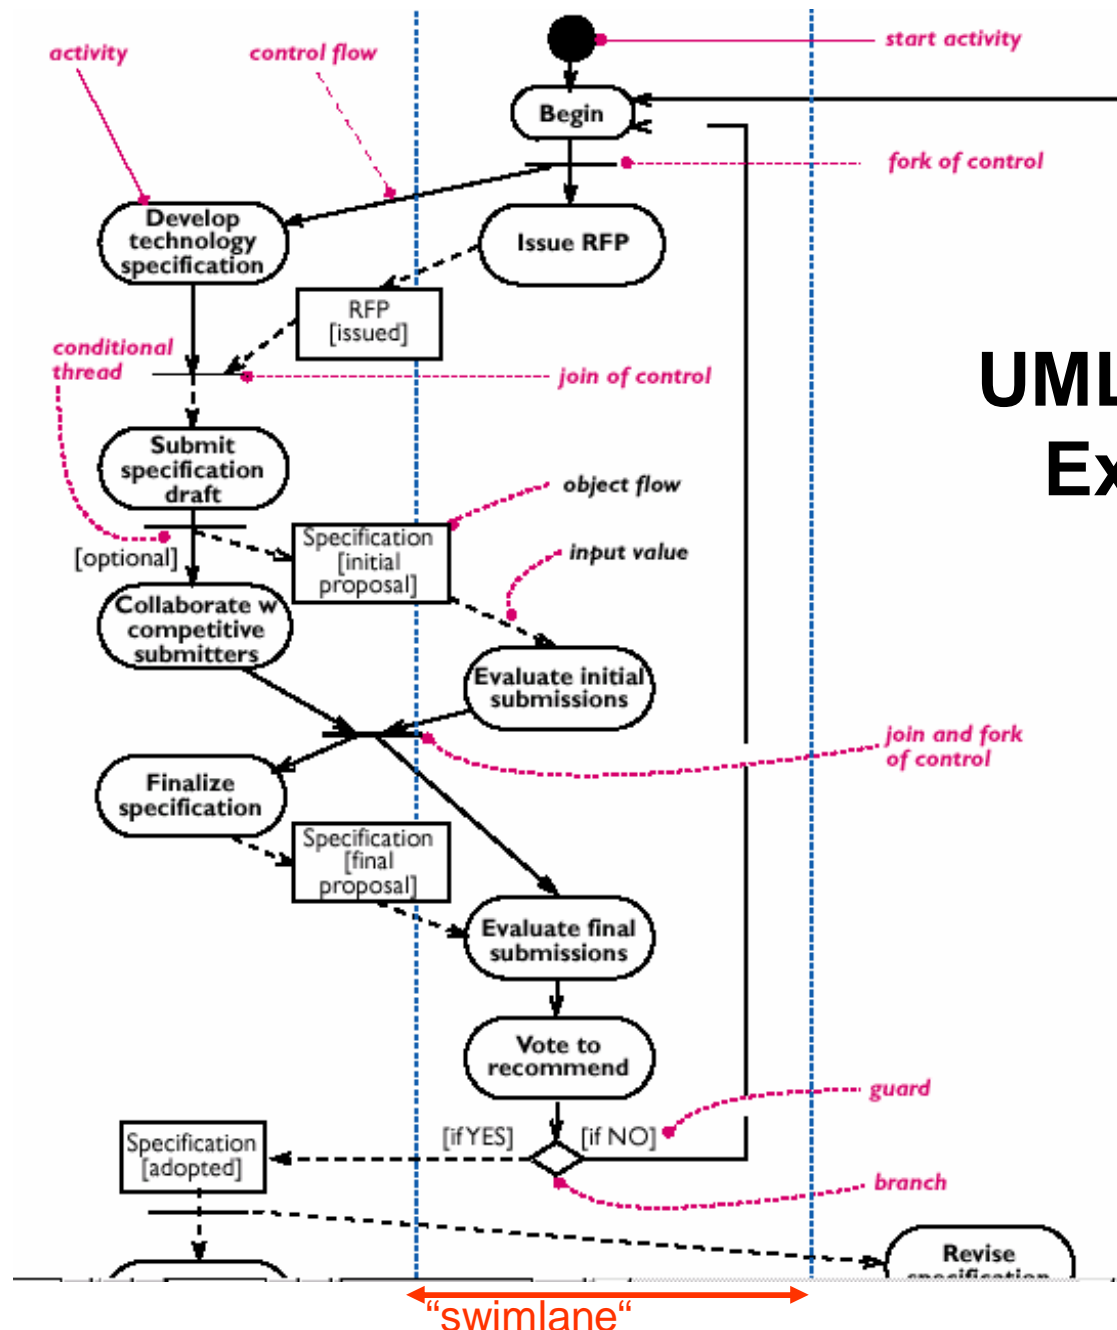 activity
control flow
start activity
Begin
fork of control
Develop
technology
specification
Issue RFP
RFP
[issued]
conditional
thread
join of control
UML
Ex
Submit
specification
draft
object flow
Specification
[initial
proposal]
input value
[optional]
Collaborate w
competitive
submitters
Evaluate initial
submissions
join and fork
of control
Finalize
specification
Specification
[final
proposal]
Evaluate final
submissions
Vote to
recommend
guard
[if YES]
[if NO]
Specification
[adopted]
branch
Revise
specification
“swimlane“